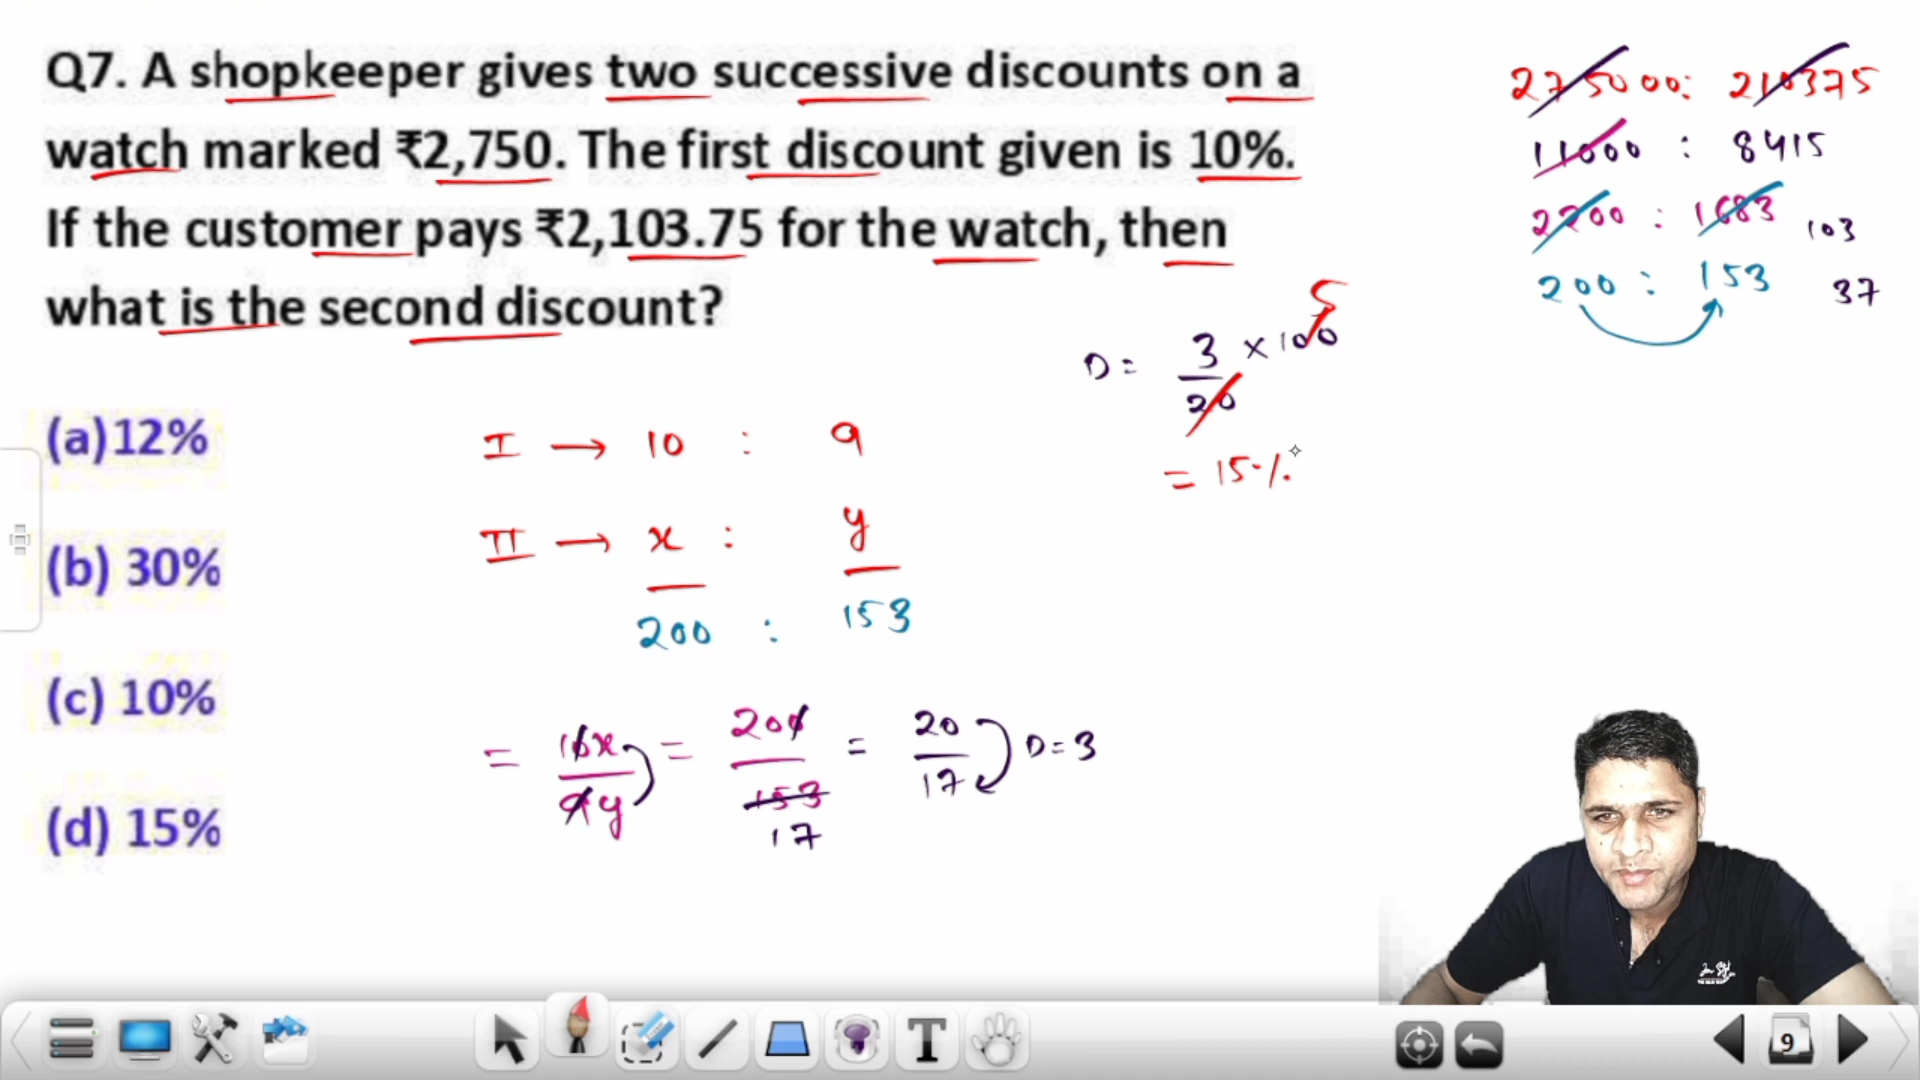 Q7. A shopkeeper gives two successive discounts on a
watch marked ₹2,750. The first discount given is 10%.
If the customer pays ₹2,103.75 for the watch, then
what is the second discount?
(a)12%
(b) 30%
(c) 10%
(d) 15%
I → 10 : 9
II → x : y
200 : 153
= 10x/9y = 200/153 = 20/17 D=3
17
D = 3/20 × 100
5
= 15%
275000: 210375
11000 : 8415
2200 : 1683
103
200 : 153
37
T
9